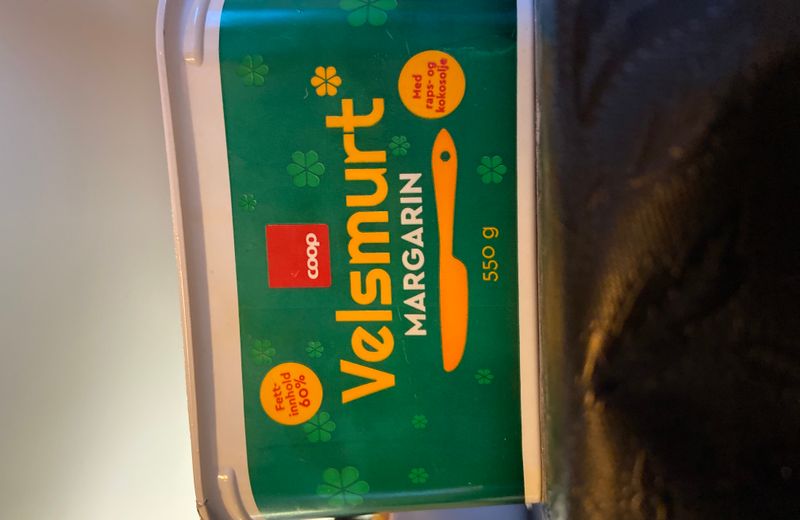 coop
Velsmurt
MARGARIN
550 g
Med
raps- og
kokosolje
Fett-
innhold
60%